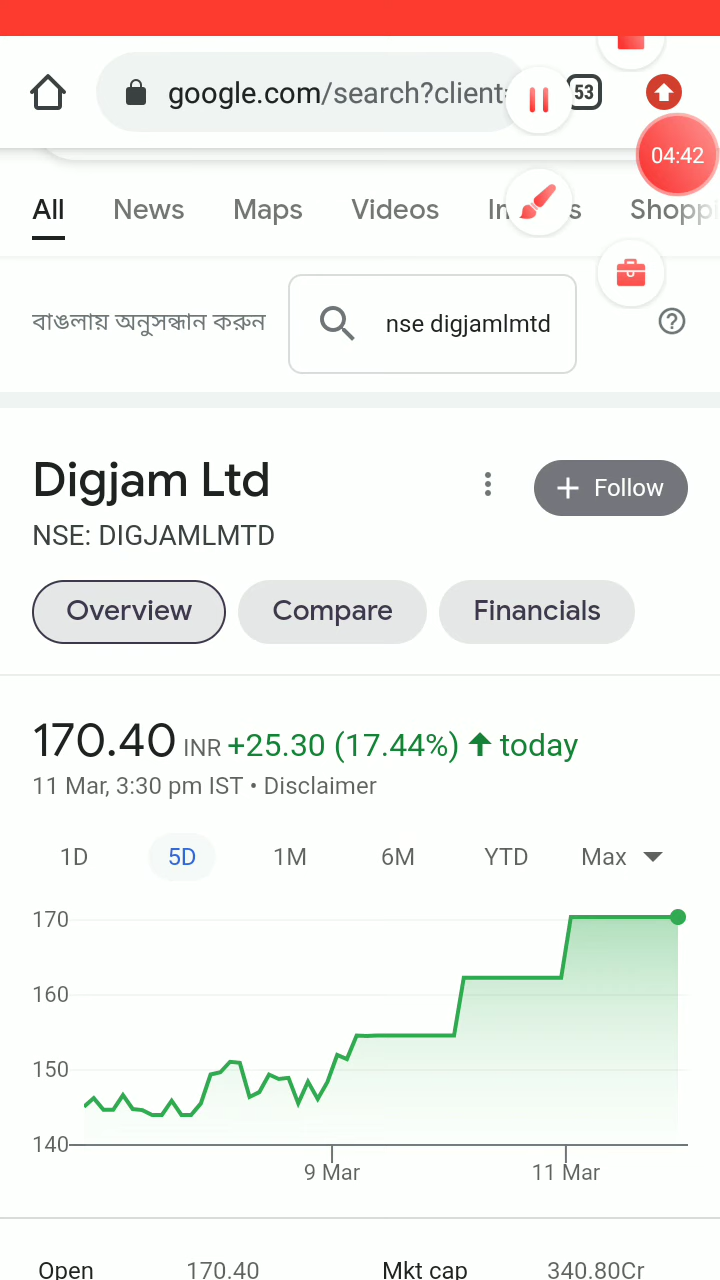 google.com/search?client
53
04:42
All News Maps Videos Shoppi
বাঙলায় অনুসন্ধান করুন
nse digjamlmtd
Digjam Ltd
+ Follow
NSE: DIGJAMLMTD
Overview Compare Financials
170.40 INR +25.30 (17.44%) ↑ today
11 Mar, 3:30 pm IST • Disclaimer
1D 5D 1M 6M YTD Max
170
160
150
140
9 Mar 11 Mar
Open 170.40 Mkt cap 340.80Cr